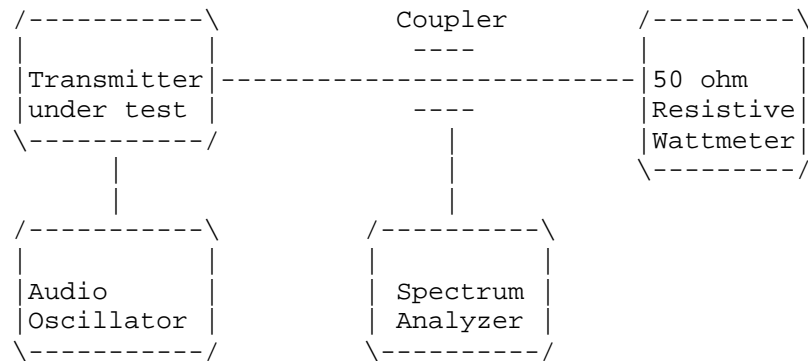 Coupler
Transmitter
under test
50 ohm
Resistive
Wattmeter
Audio
Oscillator
Spectrum
Analyzer